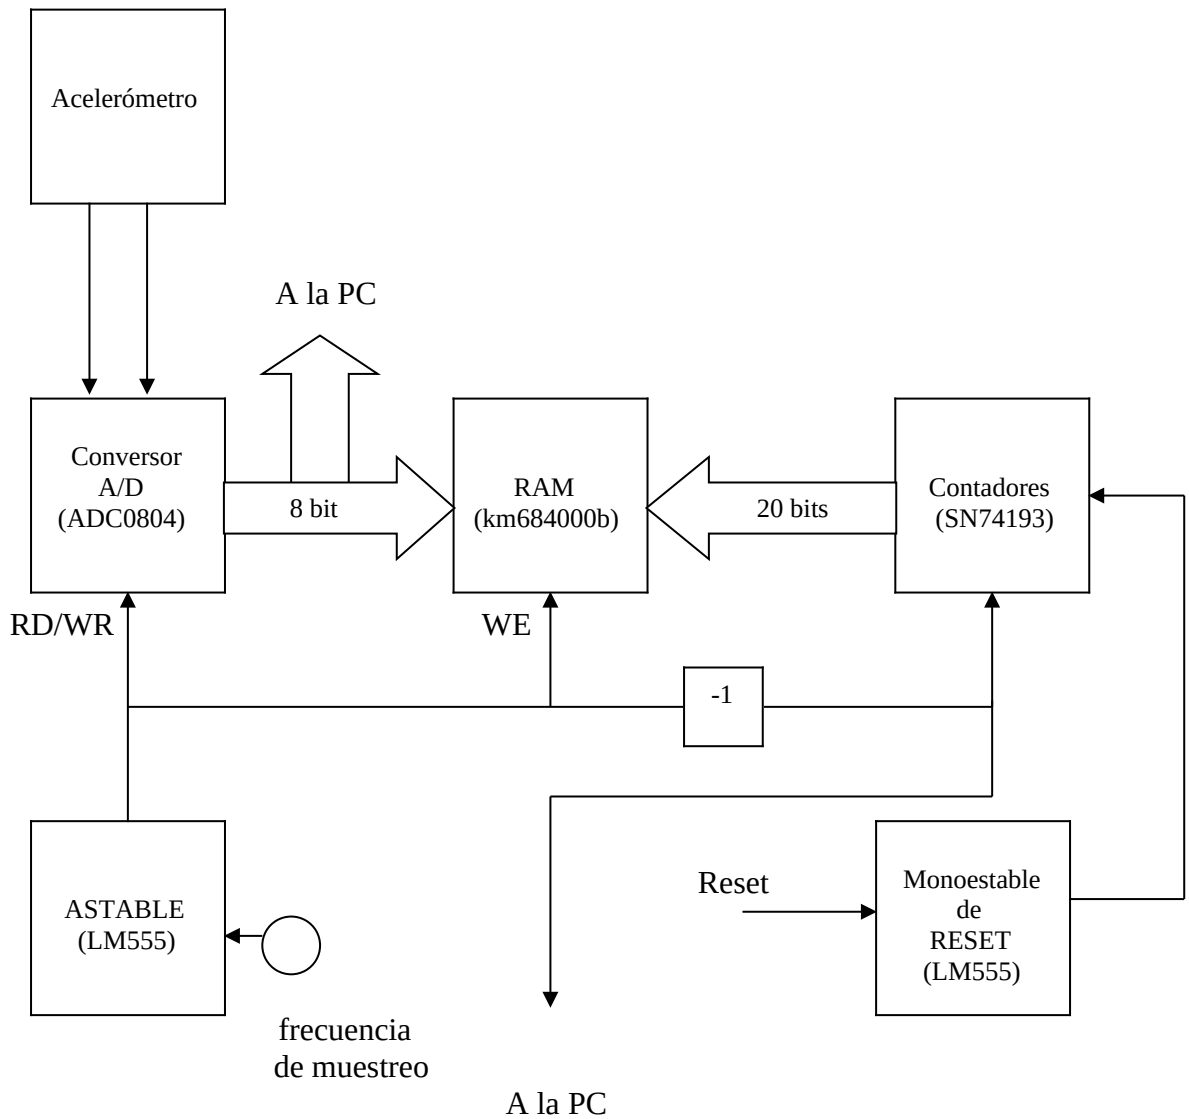 Acelerómetro
A la PC
Conversor
A/D
(ADC0804)
8 bit
RAM
(km684000b)
20 bits
Contadores
(SN74193)
RD/WR
WE
-1
ASTABLE
(LM555)
frecuencia
de muestreo
Reset
Monoestable
de
RESET
(LM555)
A la PC